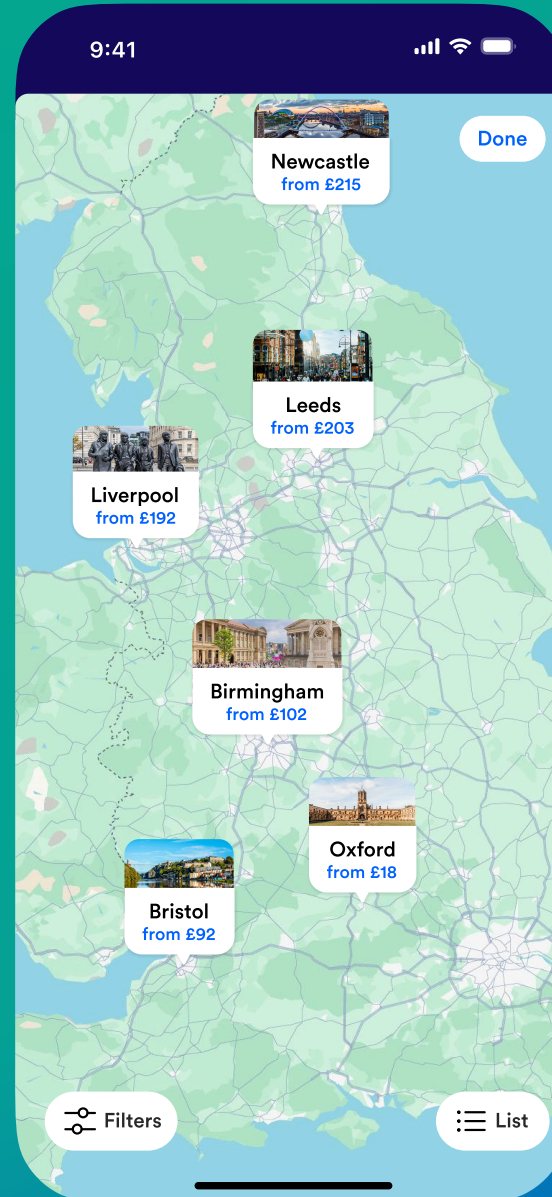 9:41
Done
Newcastle
from £215
Leeds
from £203
Liverpool
from £192
Birmingham
from £102
Oxford
from £18
Bristol
from £92
Filters
List